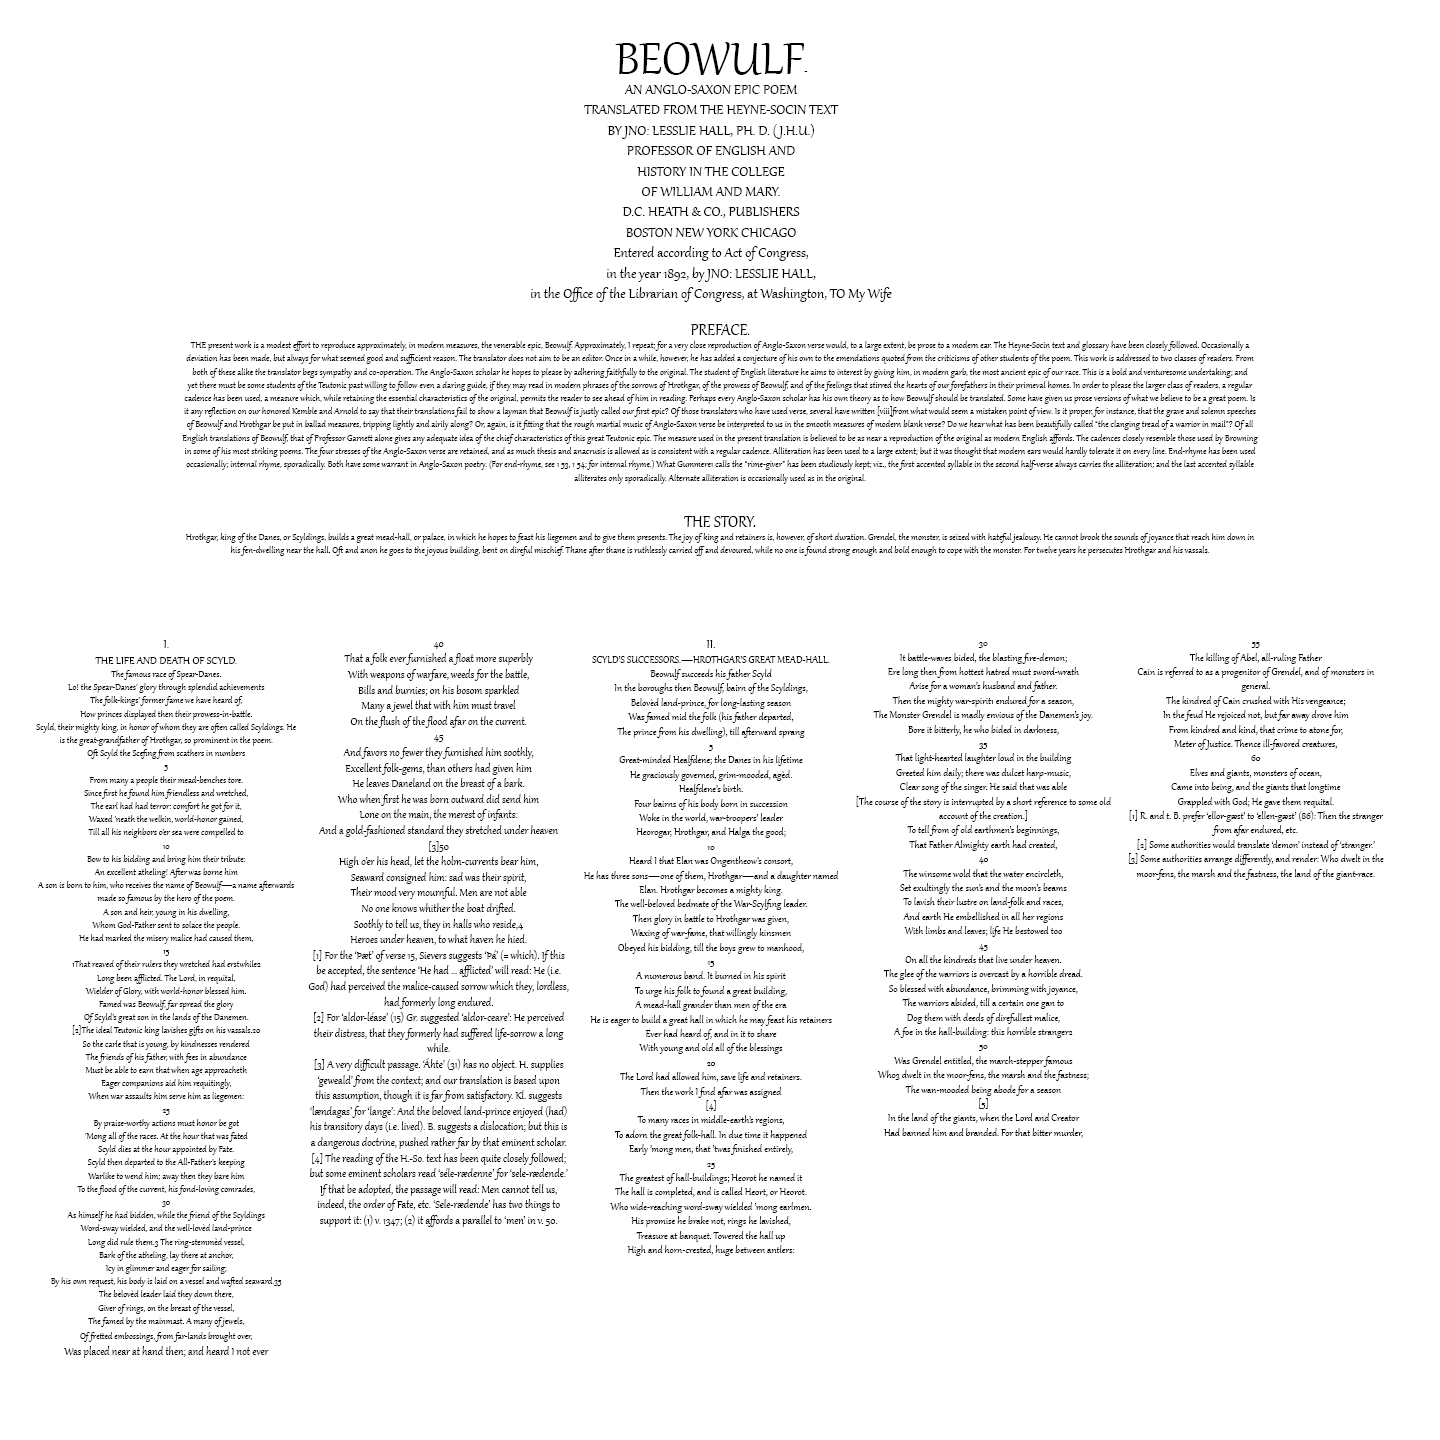 BEOWULF.
AN ANGLO-SAXON EPIC POEM
TRANSLATED FROM THE HEYNE-SOCIN TEXT
BY JNO: LESSLIE HALL, PH. D. (J.H.U.)
PROFESSOR OF ENGLISH AND
HISTORY IN THE COLLEGE
OF WILLIAM AND MARY.
D.C. HEATH & CO., PUBLISHERS
BOSTON NEW YORK CHICAGO
Entered according to Act of Congress,
in the year 1892, by JNO: LESSLIE HALL,
in the Office of the Librarian of Congress, at Washington, TO My Wife
PREFACE.
THE present work is a modest effort to reproduce approximately, in modern measures, the venerable epic, Beowulf. Approximately, I repeat; for a very close reproduction of Anglo-Saxon verse would, to a large extent, be prose to a modern ear. The Heyne-Socin text and glossary have been closely followed. Occasionally a
deviation has been made, but always for what seemed good and sufficient reason. The translator does not aim to be an editor. Once in a while, however, he has added a conjecture of his own to the emendations quoted from the criticisms of other students of the poem. This work is addressed to two classes of readers. From
both of these alike the translator begs sympathy and co-operation. The Anglo-Saxon scholar he hopes to please by adhering faithfully to the original. The student of English literature he aims to interest by giving him, in modern garb, the most ancient epic of our race. This is a bold and venturesome undertaking; and
yet there must be some students of the Teutonic past willing to follow even a daring guide, if they may read in modern phrases of the sorrows of Hrothgar, of the prowess of Beowulf, and of the feelings that stirred the hearts of our forefathers in their primeval homes. In order to please the larger class of readers, a regular
cadence has been used, a measure which, while retaining the essential characteristics of the original, permits the reader to see ahead of him in reading. Perhaps every Anglo-Saxon scholar has his own theory as to how Beowulf should be translated. Some have given us prose versions of what we believe to be a great poem. Is
it any reflection on our honored Kemble and Arnold to say that their translations fail to show a layman that Beowulf is justly called our first epic? Of those translators who have used verse, several have written [viii]from what would seem a mistaken point of view. Is it proper, for instance, that the grave and solemn speeches
of Beowulf and Hrothgar be put in ballad measures, tripping lightly and airily along? Or, again, is it fitting that the rough martial music of Anglo-Saxon verse be interpreted to us in the smooth measures of modern blank verse? Do we hear what has been beautifully called "the clanging tread of a warrior in mail"? Of all
English translations of Beowulf, that of Professor Garnett alone gives any adequate idea of the chief characteristics of this great Teutonic epic. The measure used in the present translation is believed to be as near a reproduction of the original as modern English affords. The cadences closely resemble those used by Browning
in some of his most striking poems. The four stresses of the Anglo-Saxon verse are retained, and as much thesis and anacrusis is allowed as is consistent with a regular cadence. Alliteration has been used to a large extent; but it was thought that modern ears would hardly tolerate it on every line. End-rhyme has been used
occasionally; internal rhyme, sporadically. Both have some warrant in Anglo-Saxon poetry. (For end-rhyme, see 1 53, 1 54; for internal rhyme.) What Gummerei calls the "rime-giver" has been studiously kept; viz., the first accented syllable in the second half-verse always carries the alliteration; and the last accented syllable
alliterates only sporadically. Alternate alliteration is occasionally used as in the original.
THE STORY.
Hrothgar, king of the Danes, or Scyldings, builds a great mead-hall, or palace, in which he hopes to feast his liegemen and to give them presents. The joy of king and retainers is, however, of short duration. Grendel, the monster, is seized with hateful jealousy. He cannot brook the sounds of joyance that reach him down in
his fen-dwelling near the hall. Oft and anon he goes to the joyous building, bent on direful mischief. Thane after thane is ruthlessly carried off and devoured, while no one is found strong enough and bold enough to cope with the monster. For twelve years he persecutes Hrothgar and his vassals.
I.
THE LIFE AND DEATH OF SCYLD.
The famous race of Spear-Danes.
Lo! the Spear-Danes' glory through splendid achievements
The folk-kings' former fame we have heard of,
How princes displayed then their prowess-in-battle.
Scyld, their mighty king, in honor of whom they are often called Scyldings. He
is the great-grandfather of Hrothgar, so prominent in the poem.
Oft Scyld the Scefing from scathers in numbers
5
From many a people their mead-benches tore.
Since first he found him friendless and wretched,
The earl had had terror: comfort he got for it,
Waxed 'neath the welkin, world-honor gained,
Till all his neighbors o'er sea were compelled to
10
Bow to his bidding and bring him their tribute:
An excellent atheling! After was borne him
A son is born to him, who receives the name of Beowulf—a name afterwards
made so famous by the hero of the poem.
A son and heir, young in his dwelling,
Whom God-Father sent to solace the people.
He had marked the misery malice had caused them,
15
1That reaved of their rulers they wretched had erstwhile2
Long been afflicted. The Lord, in requital,
Wielder of Glory, with world-honor blessed him.
Famed was Beowulf, far spread the glory
Of Scyld's great son in the lands of the Danemen.
[2]The ideal Teutonic king lavishes gifts on his vassals.20
So the carle that is young, by kindnesses rendered
The friends of his father, with fees in abundance
Must be able to earn that when age approacheth
Eager companions aid him requitingly,
When war assaults him serve him as liegemen:
25
By praise-worthy actions must honor be got
'Mong all of the races. At the hour that was fated
Scyld dies at the hour appointed by Fate.
Scyld then departed to the All-Father's keeping
Warlike to wend him; away then they bare him
To the flood of the current, his fond-loving comrades,
30
As himself he had bidden, while the friend of the Scyldings
Word-sway wielded, and the well-lovèd land-prince
Long did rule them.3 The ring-stemmèd vessel,
Bark of the atheling, lay there at anchor,
Icy in glimmer and eager for sailing;
By his own request, his body is laid on a vessel and wafted seaward.35
The belovèd leader laid they down there,
Giver of rings, on the breast of the vessel,
The famed by the mainmast. A many of jewels,
Of fretted embossings, from far-lands brought over,
Was placed near at hand then; and heard I not ever
40
That a folk ever furnished a float more superbly
With weapons of warfare, weeds for the battle,
Bills and burnies; on his bosom sparkled
Many a jewel that with him must travel
On the flush of the flood afar on the current.
45
And favors no fewer they furnished him soothly,
Excellent folk-gems, than others had given him
He leaves Daneland on the breast of a bark.
Who when first he was born outward did send him
Lone on the main, the merest of infants:
And a gold-fashioned standard they stretched under heaven
[3]50
High o'er his head, let the holm-currents bear him,
Seaward consigned him: sad was their spirit,
Their mood very mournful. Men are not able
No one knows whither the boat drifted.
Soothly to tell us, they in halls who reside,4
Heroes under heaven, to what haven he hied.
[1] For the 'Þæt' of verse 15, Sievers suggests 'Þá' (= which). If this
be accepted, the sentence 'He had ... afflicted' will read: He (i.e.
God) had perceived the malice-caused sorrow which they, lordless,
had formerly long endured.
[2] For 'aldor-léase' (15) Gr. suggested 'aldor-ceare': He perceived
their distress, that they formerly had suffered life-sorrow a long
while.
[3] A very difficult passage. 'Áhte' (31) has no object. H. supplies
'geweald' from the context; and our translation is based upon
this assumption, though it is far from satisfactory. Kl. suggests
'lændagas' for 'lange': And the beloved land-prince enjoyed (had)
his transitory days (i.e. lived). B. suggests a dislocation; but this is
a dangerous doctrine, pushed rather far by that eminent scholar.
[4] The reading of the H.-So. text has been quite closely followed;
but some eminent scholars read 'séle-rædenne' for 'sele-rædende.'
If that be adopted, the passage will read: Men cannot tell us,
indeed, the order of Fate, etc. 'Sele-rædende' has two things to
support it: (1) v. 1347; (2) it affords a parallel to 'men' in v. 50.
II.
SCYLD'S SUCCESSORS.—HROTHGAR'S GREAT MEAD-HALL.
Beowulf succeeds his father Scyld
In the boroughs then Beowulf, bairn of the Scyldings,
Belovèd land-prince, for long-lasting season
Was famed mid the folk (his father departed,
The prince from his dwelling), till afterward sprang
5
Great-minded Healfdene; the Danes in his lifetime
He graciously governed, grim-mooded, agèd.
Healfdene's birth.
Four bairns of his body born in succession
Woke in the world, war-troopers' leader
Heorogar, Hrothgar, and Halga the good;
10
Heard I that Elan was Ongentheow's consort,
He has three sons—one of them, Hrothgar—and a daughter named
Elan. Hrothgar becomes a mighty king.
The well-beloved bedmate of the War-Scylfing leader.
Then glory in battle to Hrothgar was given,
Waxing of war-fame, that willingly kinsmen
Obeyed his bidding, till the boys grew to manhood,
15
A numerous band. It burned in his spirit
To urge his folk to found a great building,
A mead-hall grander than men of the era
He is eager to build a great hall in which he may feast his retainers
Ever had heard of, and in it to share
With young and old all of the blessings
20
The Lord had allowed him, save life and retainers.
Then the work I find afar was assigned
[4]
To many races in middle-earth's regions,
To adorn the great folk-hall. In due time it happened
Early 'mong men, that 'twas finished entirely,
25
The greatest of hall-buildings; Heorot he named it
The hall is completed, and is called Heort, or Heorot.
Who wide-reaching word-sway wielded 'mong earlmen.
His promise he brake not, rings he lavished,
Treasure at banquet. Towered the hall up
High and horn-crested, huge between antlers:
30
It battle-waves bided, the blasting fire-demon;
Ere long then from hottest hatred must sword-wrath
Arise for a woman's husband and father.
Then the mighty war-spirit1 endured for a season,
The Monster Grendel is madly envious of the Danemen's joy.
Bore it bitterly, he who bided in darkness,
35
That light-hearted laughter loud in the building
Greeted him daily; there was dulcet harp-music,
Clear song of the singer. He said that was able
[The course of the story is interrupted by a short reference to some old
account of the creation.]
To tell from of old earthmen's beginnings,
That Father Almighty earth had created,
40
The winsome wold that the water encircleth,
Set exultingly the sun's and the moon's beams
To lavish their lustre on land-folk and races,
And earth He embellished in all her regions
With limbs and leaves; life He bestowed too
45
On all the kindreds that live under heaven.
The glee of the warriors is overcast by a horrible dread.
So blessed with abundance, brimming with joyance,
The warriors abided, till a certain one gan to
Dog them with deeds of direfullest malice,
A foe in the hall-building: this horrible stranger2
50
Was Grendel entitled, the march-stepper famous
Who3 dwelt in the moor-fens, the marsh and the fastness;
The wan-mooded being abode for a season
[5]
In the land of the giants, when the Lord and Creator
Had banned him and branded. For that bitter murder,
55
The killing of Abel, all-ruling Father
Cain is referred to as a progenitor of Grendel, and of monsters in
general.
The kindred of Cain crushed with His vengeance;
In the feud He rejoiced not, but far away drove him
From kindred and kind, that crime to atone for,
Meter of Justice. Thence ill-favored creatures,
60
Elves and giants, monsters of ocean,
Came into being, and the giants that longtime
Grappled with God; He gave them requital.
[1] R. and t. B. prefer 'ellor-gæst' to 'ellen-gæst' (86): Then the stranger
from afar endured, etc.
[2] Some authorities would translate 'demon' instead of 'stranger.'
[3] Some authorities arrange differently, and render: Who dwelt in the
moor-fens, the marsh and the fastness, the land of the giant-race.